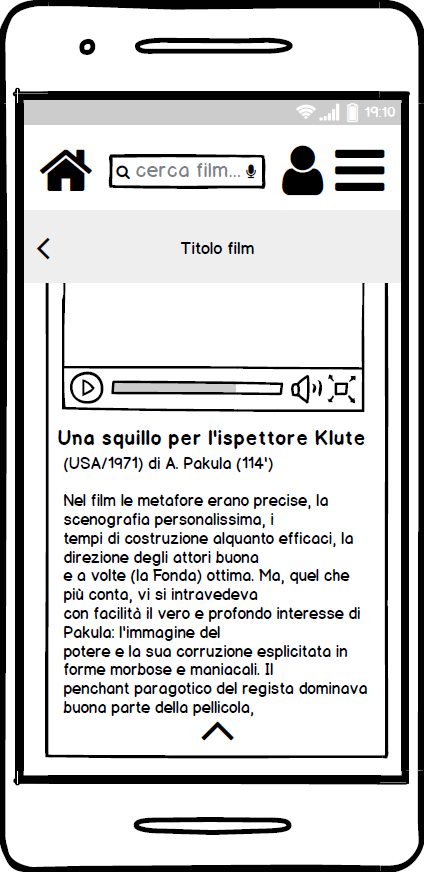 19:10
cerca film...
Titolo film
Una squillo per l'ispettore Klute
(USA/1971) di A. Pakula (114')
Nel film le metafore erano precise, la
scenografia personalissima, i
tempi di costruzione alquanto efficaci, la
direzione degli attori buona
e a volte (la Fonda) ottima. Ma, quel che
più conta, vi si intravedeva
con facilità il vero e profondo interesse di
Pakula: l'immagine del
potere e la sua corruzione esplicitata in
forme morbose e maniacali. Il
penchant paragotico del regista dominava
buona parte della pellicola,